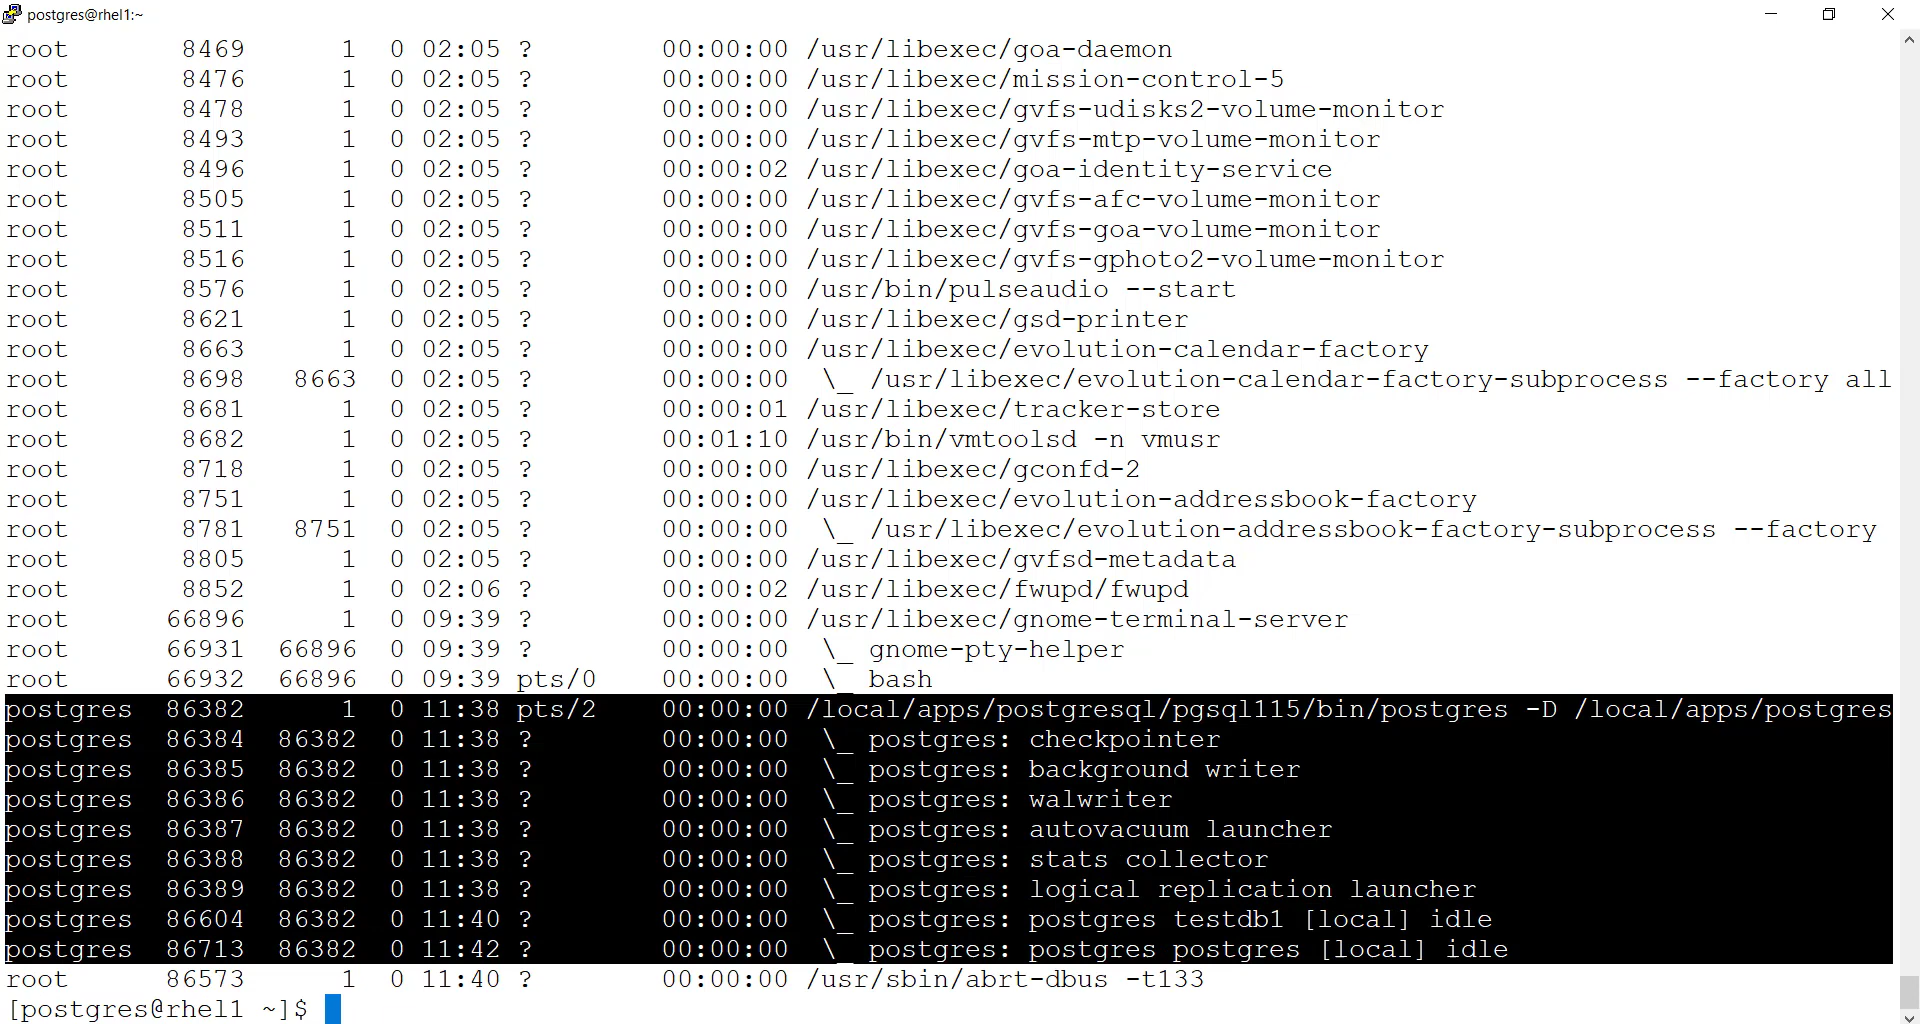 postgres@rhel1:~
root 8469 1 0 02:05 ? 00:00:00 /usr/libexec/goa-daemon
root 8476 1 0 02:05 ? 00:00:00 /usr/libexec/mission-control-5
root 8478 1 0 02:05 ? 00:00:00 /usr/libexec/gvfs-udisks2-volume-monitor
root 8493 1 0 02:05 ? 00:00:00 /usr/libexec/gvfs-mtp-volume-monitor
root 8496 1 0 02:05 ? 00:00:02 /usr/libexec/goa-identity-service
root 8505 1 0 02:05 ? 00:00:00 /usr/libexec/gvfs-afc-volume-monitor
root 8511 1 0 02:05 ? 00:00:00 /usr/libexec/gvfs-goa-volume-monitor
root 8516 1 0 02:05 ? 00:00:00 /usr/libexec/gvfs-gphoto2-volume-monitor
root 8576 1 0 02:05 ? 00:00:00 /usr/bin/pulseaudio --start
root 8621 1 0 02:05 ? 00:00:00 /usr/libexec/gsd-printer
root 8663 1 0 02:05 ? 00:00:00 /usr/libexec/evolution-calendar-factory
root 8698 8663 0 02:05 ? 00:00:00 \_ /usr/libexec/evolution-calendar-factory-subprocess --factory all
root 8681 1 0 02:05 ? 00:00:01 /usr/libexec/tracker-store
root 8682 1 0 02:05 ? 00:01:10 /usr/bin/vmtoolsd -n vmusr
root 8718 1 0 02:05 ? 00:00:00 /usr/libexec/gconfd-2
root 8751 1 0 02:05 ? 00:00:00 /usr/libexec/evolution-addressbook-factory
root 8781 8751 0 02:05 ? 00:00:00 \_ /usr/libexec/evolution-addressbook-factory-subprocess --factory
root 8805 1 0 02:05 ? 00:00:00 /usr/libexec/gvfsd-metadata
root 8852 1 0 02:06 ? 00:00:02 /usr/libexec/fwupd/fwupd
root 66896 1 0 09:39 ? 00:00:00 /usr/libexec/gnome-terminal-server
root 66931 66896 0 09:39 ? 00:00:00 \_ gnome-pty-helper
root 66932 66896 0 09:39 pts/0 00:00:00 \_ bash
postgres 86382 1 0 11:38 pts/2 00:00:00 /local/apps/postgresql/pgsql115/bin/postgres -D /local/apps/postgres
postgres 86384 86382 0 11:38 ? 00:00:00 \_ postgres: checkpointer
postgres 86385 86382 0 11:38 ? 00:00:00 \_ postgres: background writer
postgres 86386 86382 0 11:38 ? 00:00:00 \_ postgres: walwriter
postgres 86387 86382 0 11:38 ? 00:00:00 \_ postgres: autovacuum launcher
postgres 86388 86382 0 11:38 ? 00:00:00 \_ postgres: stats collector
postgres 86389 86382 0 11:38 ? 00:00:00 \_ postgres: logical replication launcher
postgres 86604 86382 0 11:40 ? 00:00:00 \_ postgres: postgres testdb1 [local] idle
postgres 86713 86382 0 11:42 ? 00:00:00 \_ postgres: postgres postgres [local] idle
root 86573 1 0 11:40 ? 00:00:00 /usr/sbin/abrt-dbus -t133
[postgres@rhel1 ~]$